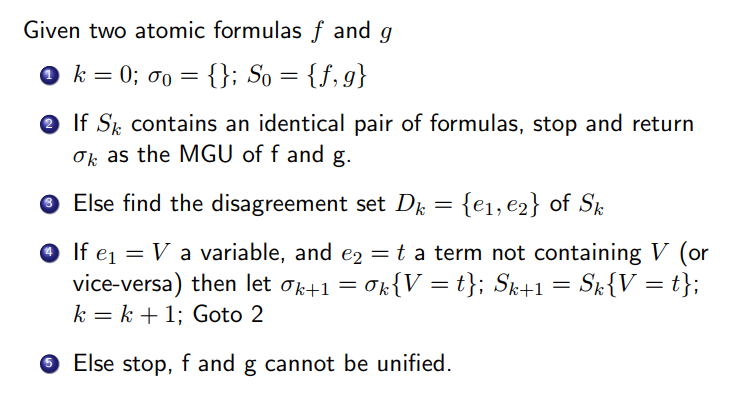 Given two atomic formulas f and g
1 k = 0; σ₀ = {}; S₀ = {f, g}
2 If Sₖ contains an identical pair of formulas, stop and return
σₖ as the MGU of f and g.
3 Else find the disagreement set Dₖ = {e₁, e₂} of Sₖ
4 If e₁ = V a variable, and e₂ = t a term not containing V (or
vice-versa) then let σₖ₊₁ = σₖ{V = t}; Sₖ₊₁ = Sₖ{V = t};
k = k + 1; Goto 2
5 Else stop, f and g cannot be unified.